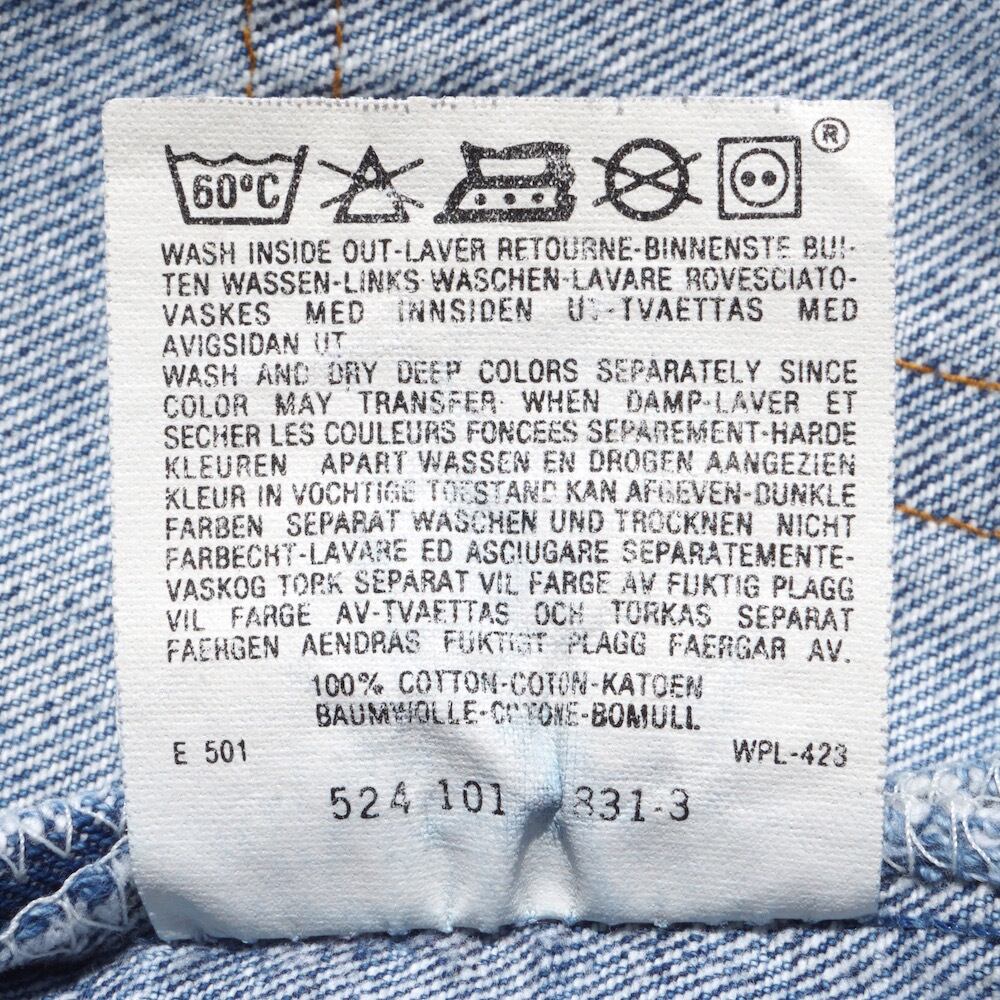 60°C
®
WASH INSIDE OUT-LAVER RETOURNE-BINNENSTE BUI-
TEN WASSEN-LINKS WASCHEN-LAVARE ROVESCIATO-
VASKES MED INNSIDEN UT-TVAETTAS MED
AVIGSIDAN UT
WASH AND DRY DEEP COLORS SEPARATELY SINCE
COLOR MAY TRANSFER WHEN DAMP-LAVER ET
SECHER LES COULEURS FONCEES SEPAREMENT-HARDE
KLEUREN APART WASSEN EN DROGEN AANGEZIEN
KLEUR IN VOCHTIGE TOESTAND KAN AFGEVEN-DUNKLE
FARBEN SEPARAT WASCHEN UND TROCKNEN NICHT
FARBECHT-LAVARE ED ASCIUGARE SEPARATEMENTE-
VASKOG TORK SEPARAT VIL FARGE AV FUKTIG PLAGG
VIL FARGE AV-TVAETTAS OCH TORKAS SEPARAT
FAERGEN AENDRAS FUKTIGT PLAGG FAERGAR AV.
100% COTTON-COTON-KATOEN
BAUMWOLLE-COTONE-BOMULL
E 501 WPL-423
524 101 831-3